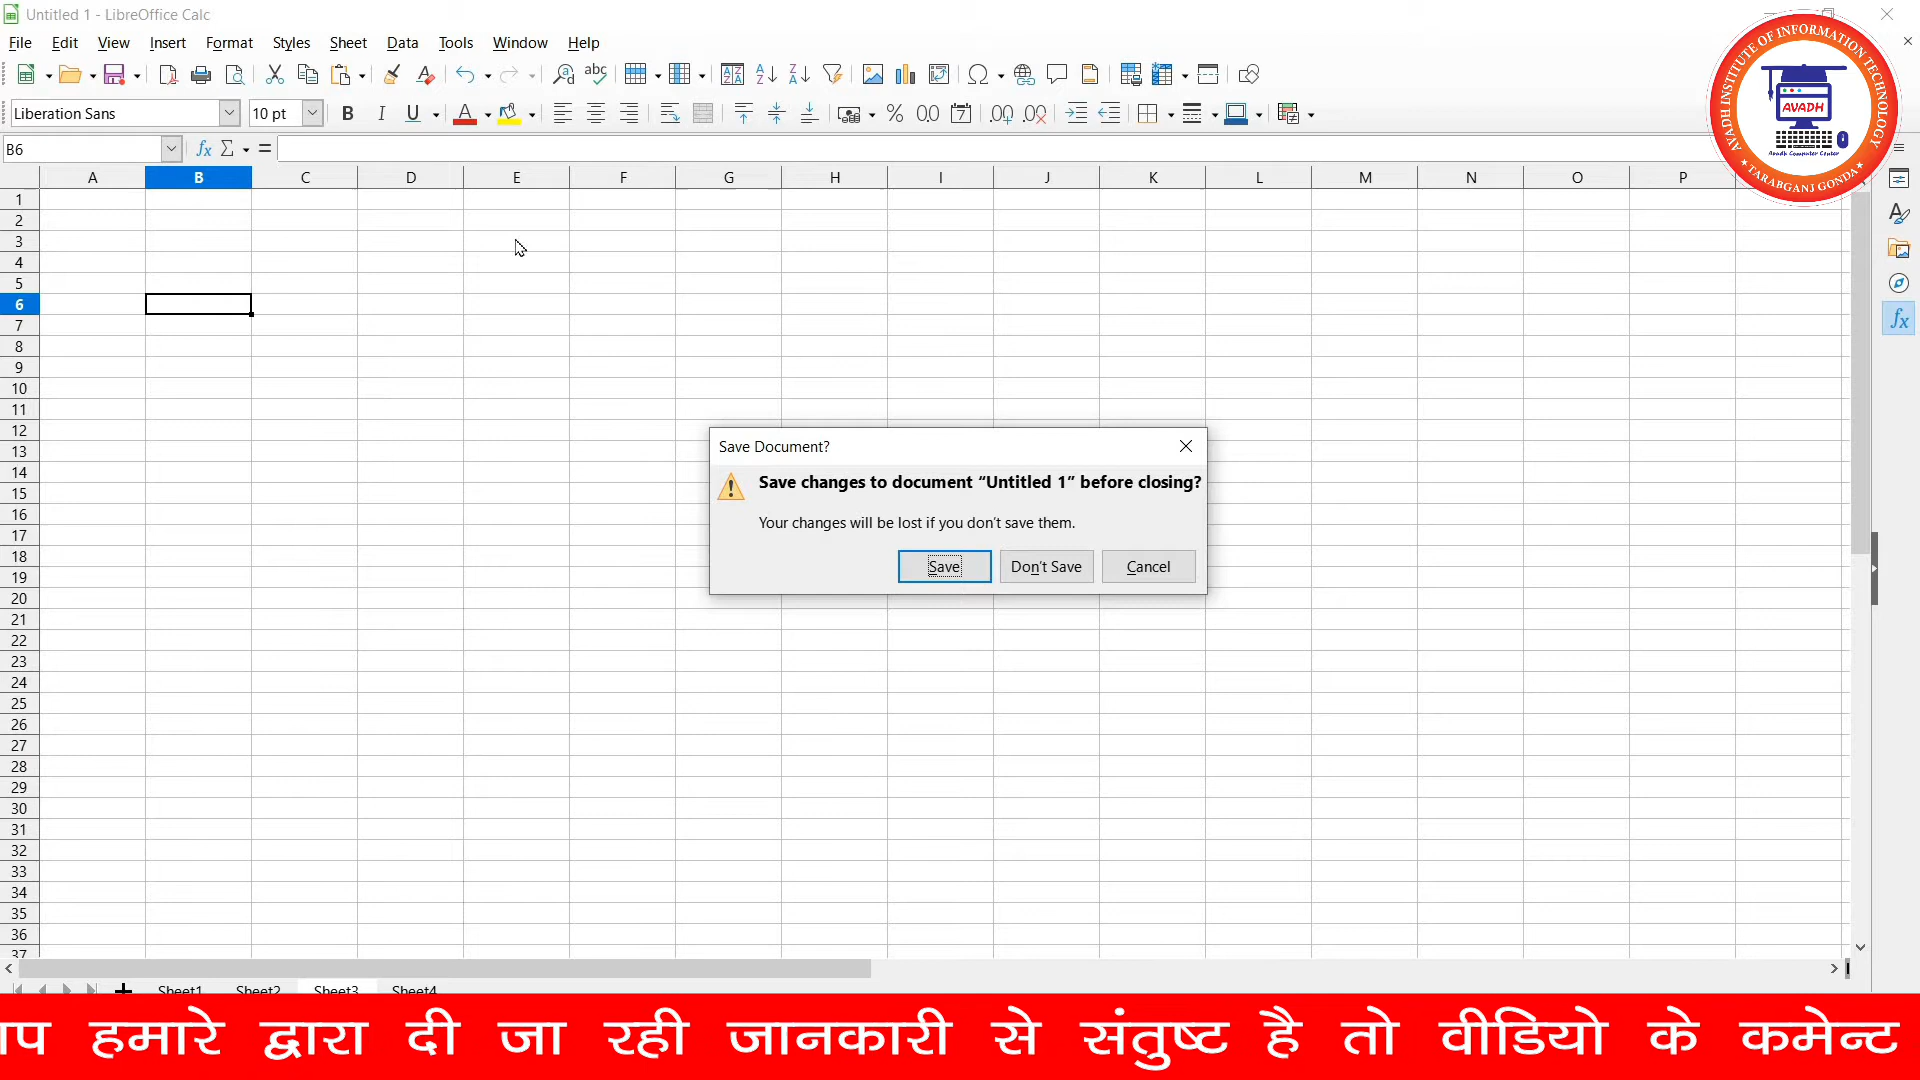 Untitled 1 - LibreOffice Calc
File Edit View Insert Format Styles Sheet Data Tools Window Help
Liberation Sans 10 pt
B6
A B C D E F G H I J K L M N O P
1
2
3
4
5
6
7
8
9
10
11
12
13
14
15
16
17
18
19
20
21
22
23
24
25
26
27
28
29
30
31
32
33
34
35
36
37
Save Document?
Save changes to document “Untitled 1” before closing?
Your changes will be lost if you don’t save them.
Save Don’t Save Cancel
Sheet1 Sheet2 Sheet3 Sheet4
AVADH INSTITUTE OF INFORMATION TECHNOLOGY
AVADH
Avadh Computer Center
TARABGANJ GONDA
हमारे द्वारा दी जा रही जानकारी से संतुष्ट है तो वीडियो के कमेन्ट